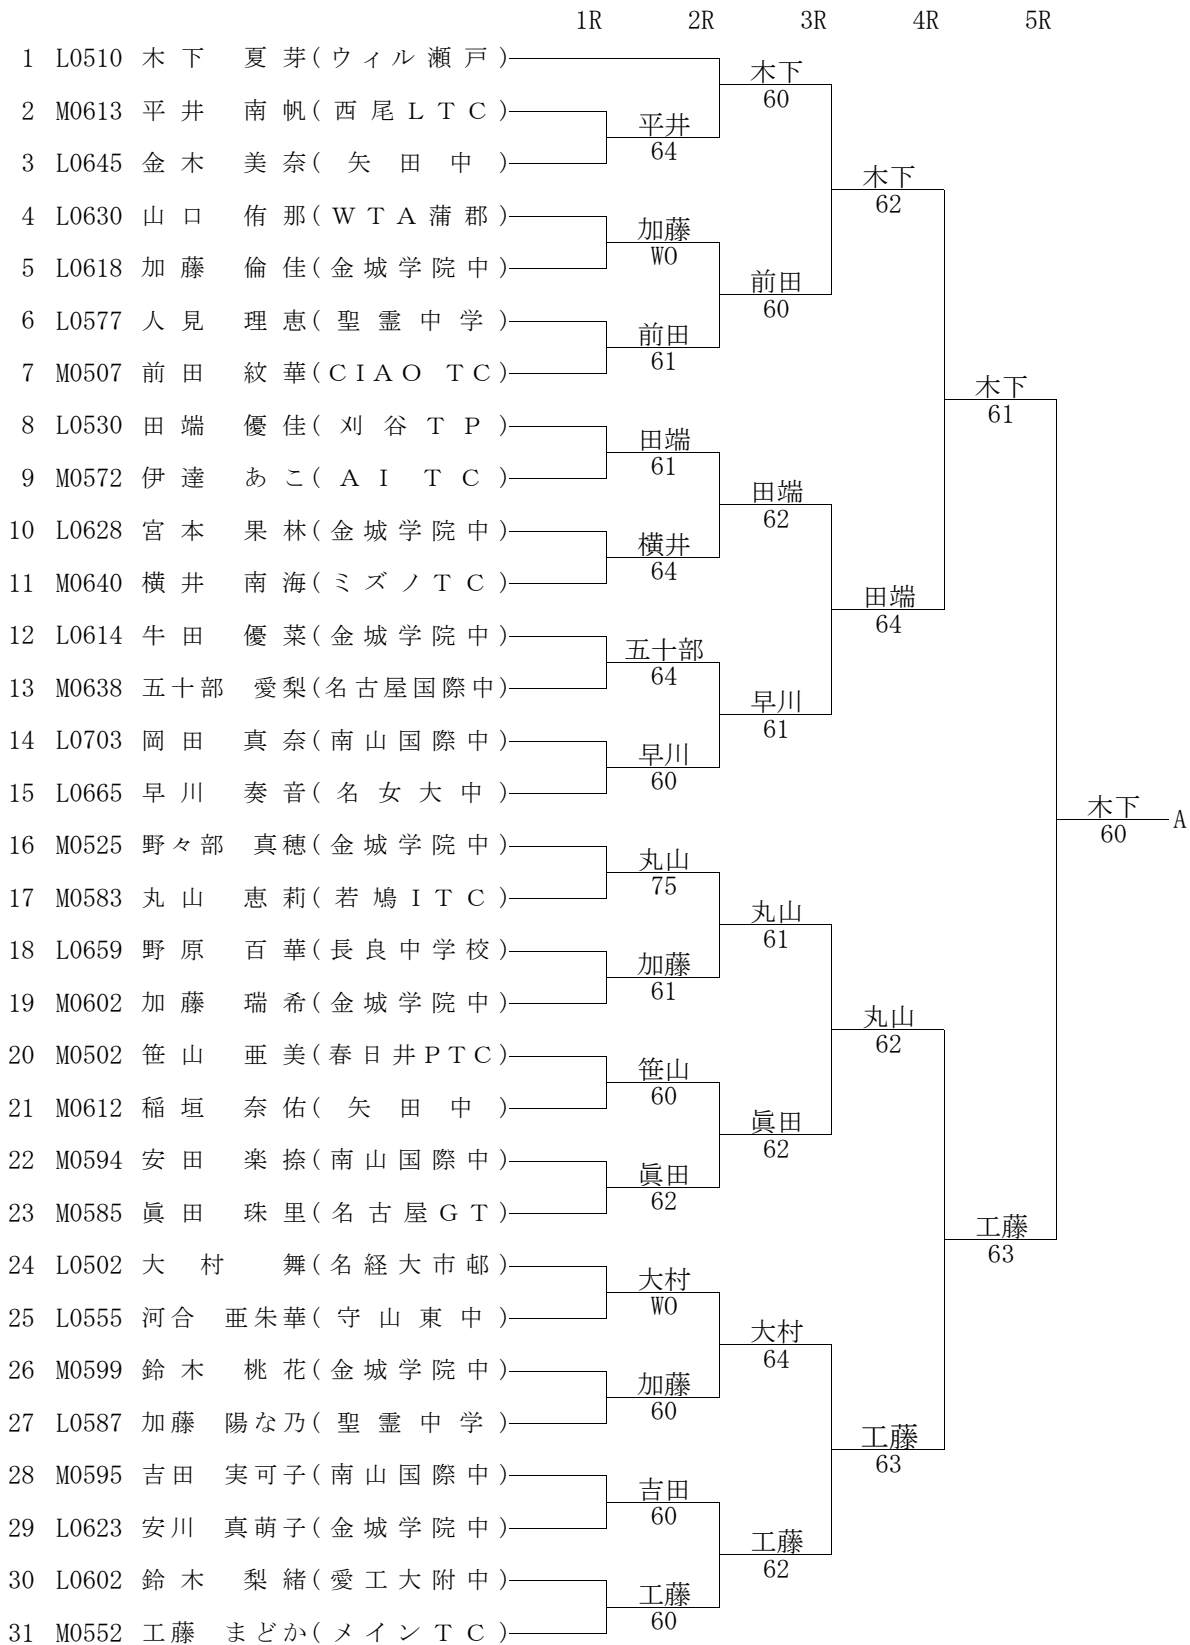 1R 2R 3R 4R 5R
1 L0510 木下 夏芽(ウィル瀬戸)
木下
60
2 M0613 平井 南帆(西尾LTC)
平井
64
3 L0645 金木 美奈(矢田中)
木下
62
4 L0630 山口 侑那(WTA蒲郡)
加藤
WO
5 L0618 加藤 倫佳(金城学院中)
前田
60
6 L0577 人見 理恵(聖霊中学)
前田
61
7 M0507 前田 紋華(CIAO TC)
木下
61
8 L0530 田端 優佳(刈谷TP)
田端
61
9 M0572 伊達 あこ(AI TC)
田端
62
10 L0628 宮本 果林(金城学院中)
横井
64
11 M0640 横井 南海(ミズノTC)
田端
64
12 L0614 牛田 優菜(金城学院中)
五十部
64
13 M0638 五十部 愛梨(名古屋国際中)
早川
61
14 L0703 岡田 真奈(南山国際中)
早川
60
15 L0665 早川 奏音(名女大中)
木下
60
A
16 M0525 野々部 真穂(金城学院中)
丸山
75
17 M0583 丸山 恵莉(若鳩ITC)
丸山
61
18 L0659 野原 百華(長良中学校)
加藤
61
19 M0602 加藤 瑞希(金城学院中)
丸山
62
20 M0502 笹山 亜美(春日井PTC)
笹山
60
21 M0612 稲垣 奈佑(矢田中)
眞田
62
22 M0594 安田 楽捺(南山国際中)
眞田
62
23 M0585 眞田 珠里(名古屋GT)
工藤
63
24 L0502 大村 舞(名経大市邨)
大村
WO
25 L0555 河合 亜朱華(守山東中)
大村
64
26 M0599 鈴木 桃花(金城学院中)
加藤
60
27 L0587 加藤 陽な乃(聖霊中学)
工藤
63
28 M0595 吉田 実可子(南山国際中)
吉田
60
29 L0623 安川 真萌子(金城学院中)
工藤
62
30 L0602 鈴木 梨緒(愛工大附中)
工藤
60
31 M0552 工藤 まどか(メインTC)